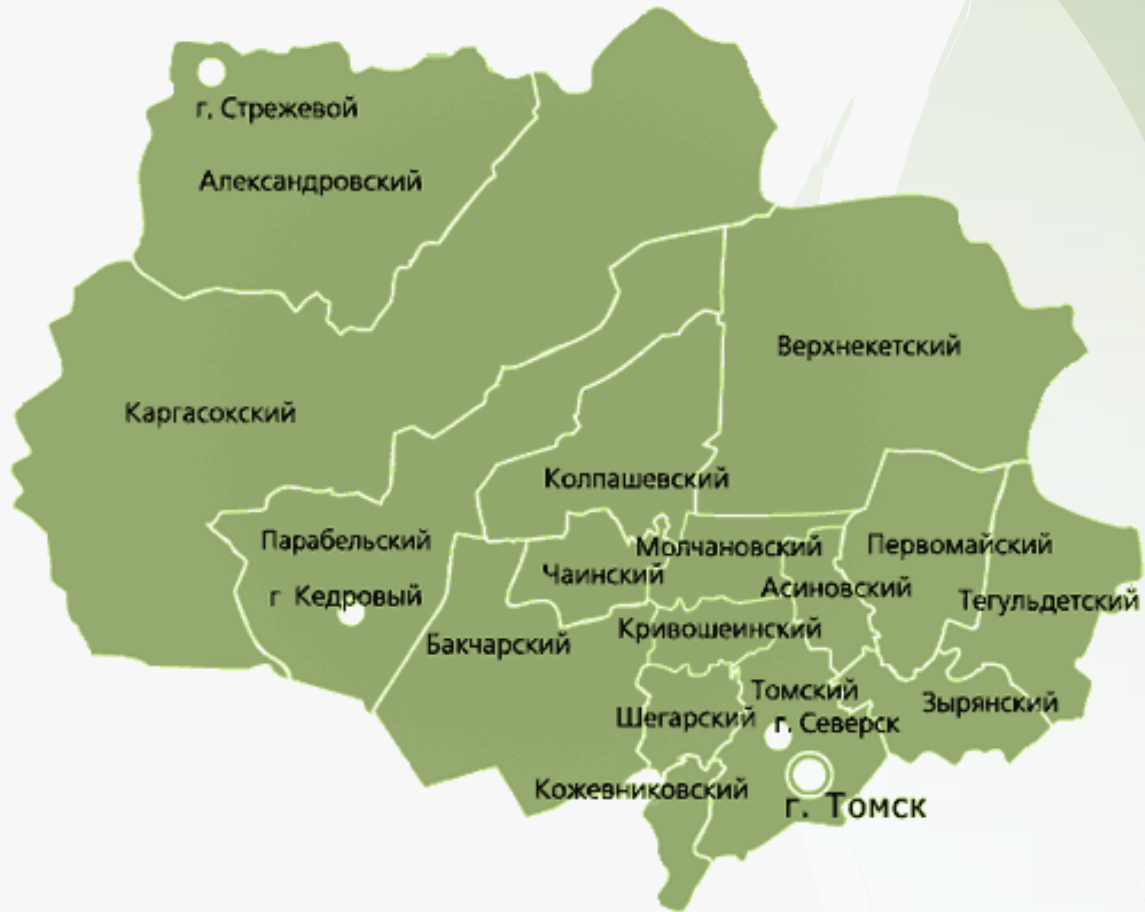 г. Стрежевой
Александровский
Верхнекетский
Каргасокский
Колпашевский
Парабельский
Молчановский
Первомайский
Чаинский
Асиновский
г Кедровый
Тегульдетский
Кривошеинский
Бакчарский
Томский
Зырянский
Шегарский
г. Северск
Кожевниковский
г. Томск